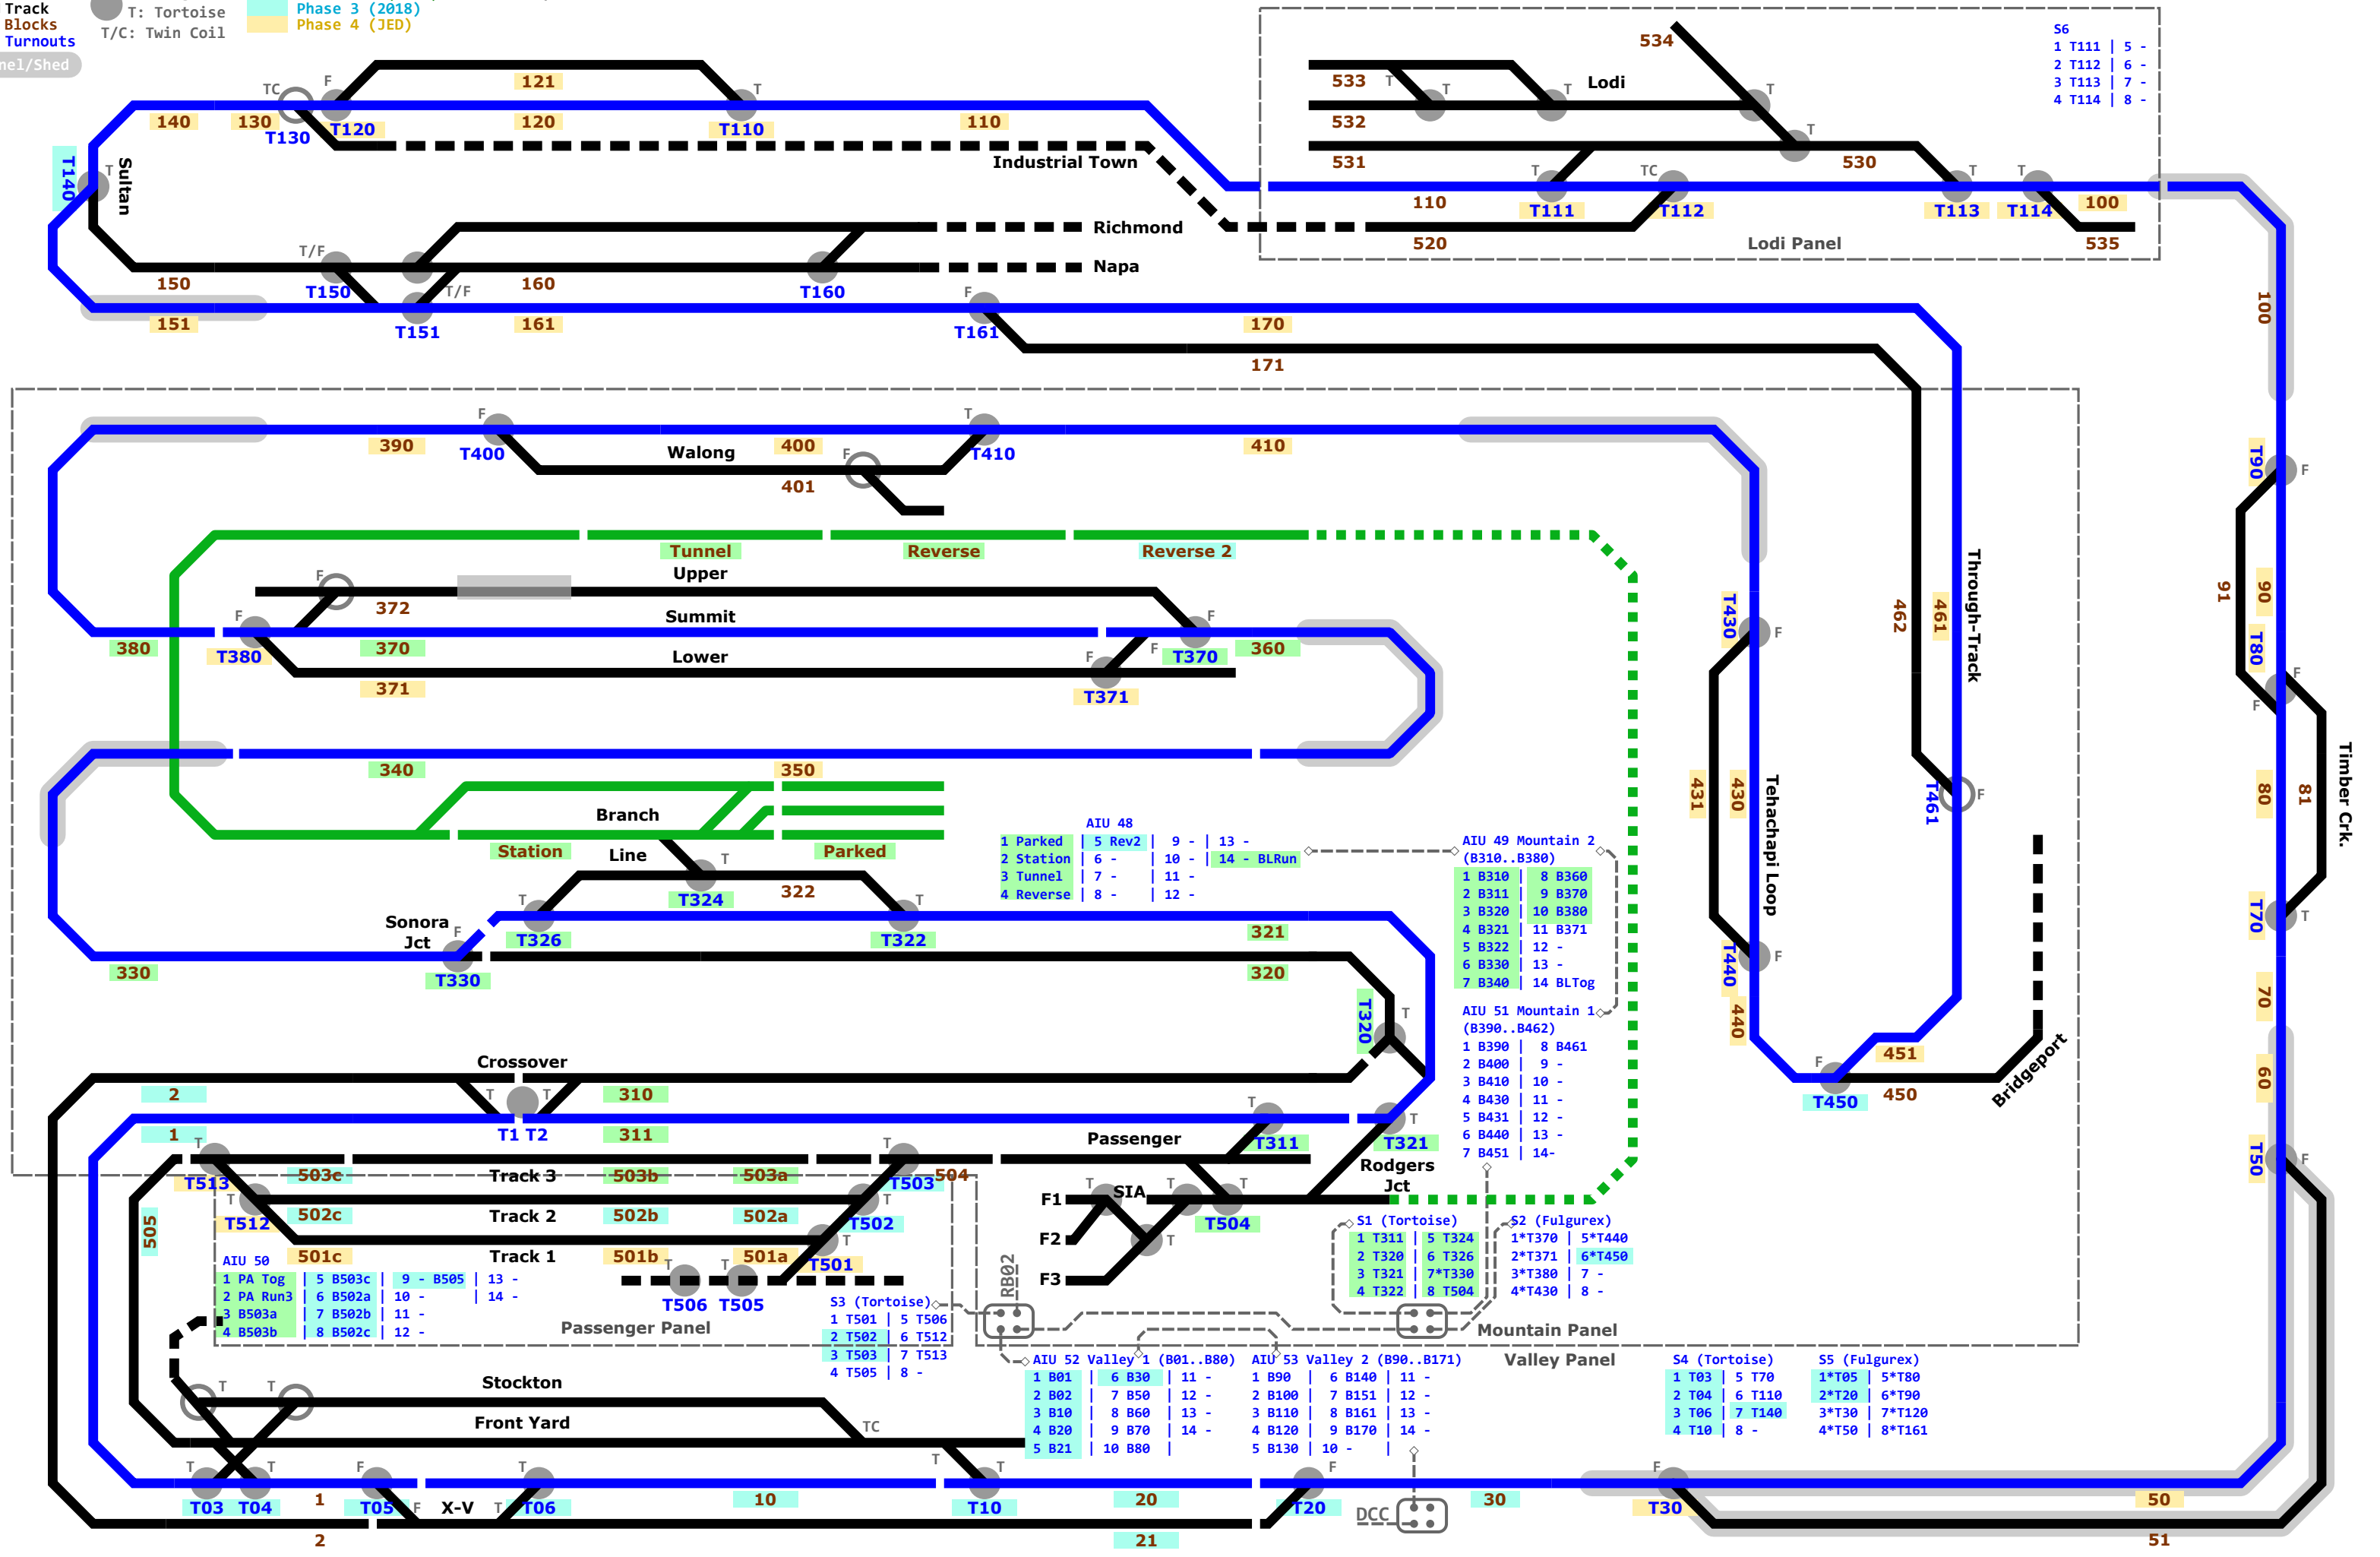 Track
Blocks
Turnouts
nel/Shed
T: Tortoise
T/C: Twin Coil
Phase 3 (2018)
Phase 4 (JED)
TC
F
121
T
140
130
T130
T120
120
T110
110
Industrial Town
T140
T
Sultan
Richmond
Napa
T/F
150
T150
160
T160
T/F
151
T151
161
F
T161
170
171
534
533
T
T
Lodi
T
532
531
T
530
T
TC
T
T
110
T111
T112
T113
T114
100
520
Lodi Panel
535
S6
1 T111 | 5 -
2 T112 | 6 -
3 T113 | 7 -
4 T114 | 8 -
100
F
T
390
T400
400
T410
410
Walong
F
401
Tunnel
Reverse
Reverse 2
Upper
F
372
Summit
F
F
380
T380
370
T370
360
Lower
F
F
371
T371
340
350
Branch
Station
Parked
Line
T
T324
322
T
T
Sonora
Jct
F
T326
T322
321
330
T330
320
T320
T
AIU 48
1 Parked | 5 Rev2 | 9 - | 13 -
2 Station | 6 - | 10 - | 14 - BLRun
3 Tunnel | 7 - | 11 -
4 Reverse | 8 - | 12 -
AIU 49 Mountain 2
(B310..B380)
1 B310 | 8 B360
2 B311 | 9 B370
3 B320 | 10 B380
4 B321 | 11 B371
5 B322 | 12 -
6 B330 | 13 -
7 B340 | 14 BLTog
AIU 51 Mountain 1
(B390..B462)
1 B390 | 8 B461
2 B400 | 9 -
3 B410 | 10 -
4 B430 | 11 -
5 B431 | 12 -
6 B440 | 13 -
7 B451 | 14-
T430
F
431
430
Tehachapi Loop
T440
F
440
462
461
Through-Track
T461
F
451
F
T450
450
Bridgeport
T90
F
91
90
T80
F
F
80
81
Timber Crk.
T70
T
70
60
T50
F
Crossover
2
T
T
310
1
T1 T2
311
T
T311
T
T321
T
T513
503c
Track 3
503b
503a
T
T503
504
Passenger
Rodgers
Jct
T
T512
502c
Track 2
502b
502a
T
T502
501c
Track 1
501b
501a
T
T501
505
F1
T
SIA
T
T
T504
F2
T
F3
T
T
T506
T505
AIU 50
1 PA Tog | 5 B503c | 9 - B505 | 13 -
2 PA Run3 | 6 B502a | 10 - | 14 -
3 B503a | 7 B502b | 11 -
4 B503b | 8 B502c | 12 -
Passenger Panel
S3 (Tortoise)
1 T501 | 5 T506
2 T502 | 6 T512
3 T503 | 7 T513
4 T505 | 8 -
RB02
S1 (Tortoise)
1 T311 | 5 T324
2 T320 | 6 T326
3 T321 | 7*T330
4 T322 | 8 T504
S2 (Fulgurex)
1*T370 | 5*T440
2*T371 | 6*T450
3*T380 | 7 -
4*T430 | 8 -
Mountain Panel
Valley Panel
AIU 52 Valley 1 (B01..B80)
1 B01 | 6 B30 | 11 -
2 B02 | 7 B50 | 12 -
3 B10 | 8 B60 | 13 -
4 B20 | 9 B70 | 14 -
5 B21 | 10 B80 |
AIU 53 Valley 2 (B90..B171)
1 B90 | 6 B140 | 11 -
2 B100 | 7 B151 | 12 -
3 B110 | 8 B161 | 13 -
4 B120 | 9 B170 | 14 -
5 B130 | 10 - |
S4 (Tortoise)
1 T03 | 5 T70
2 T04 | 6 T110
3 T06 | 7 T140
4 T10 | 8 -
S5 (Fulgurex)
1*T05 | 5*T80
2*T20 | 6*T90
3*T30 | 7*T120
4*T50 | 8*T161
T
T
Stockton
Front Yard
TC
T
T
T
F
T
T
F
F
T03
T04
1
T05
F
X-V
T
T06
10
T10
20
T20
30
T30
50
2
21
DCC
51